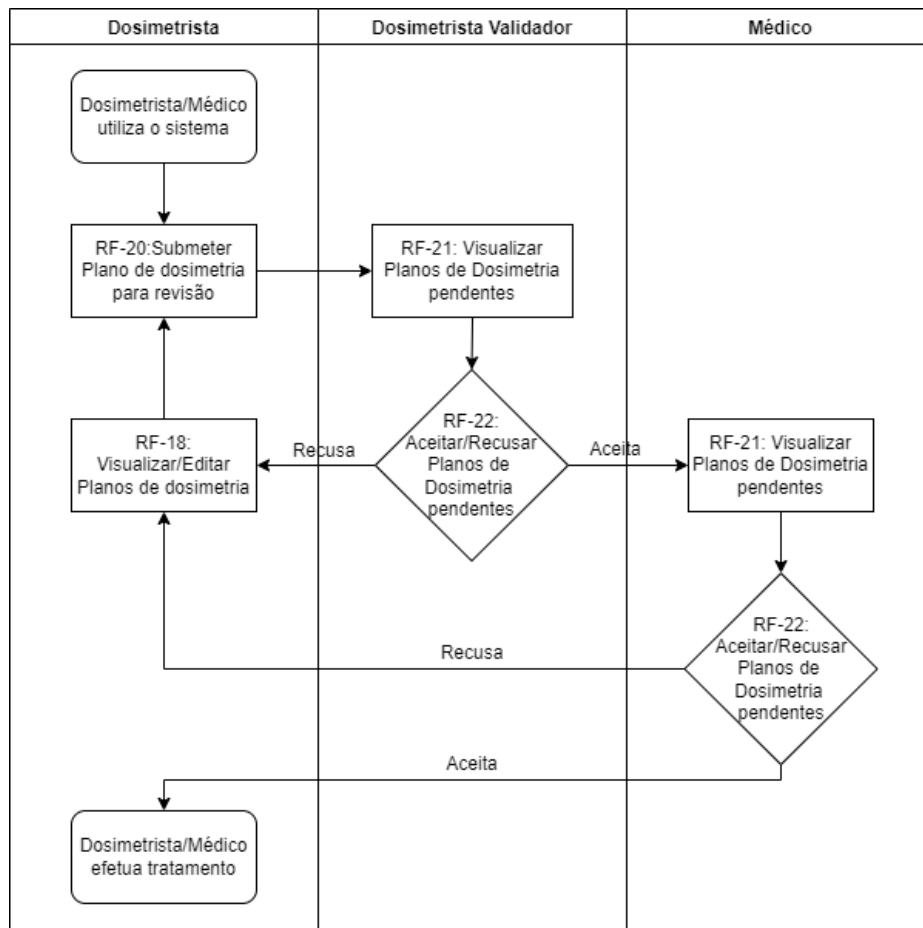 Dosimetrista
Dosimetrista Validador
Médico
Dosimetrista/Médico
utiliza o sistema
RF-20:Submeter
Plano de dosimetria
para revisão
RF-21: Visualizar
Planos de Dosimetria
pendentes
RF-18:
Visualizar/Editar
Planos de dosimetria
Recusa
RF-22:
Aceitar/Recusar
Planos de
Dosimetria
pendentes
Aceita
RF-21: Visualizar
Planos de Dosimetria
pendentes
RF-22:
Aceitar/Recusar
Planos de
Dosimetria
pendentes
Recusa
Aceita
Dosimetrista/Médico
efetua tratamento